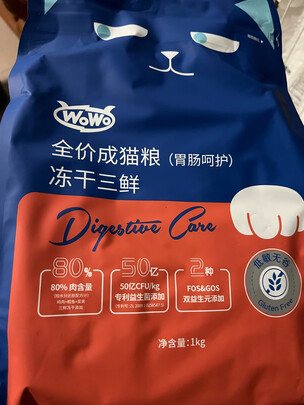 WOWO
全价成猫粮（胃肠呵护）
冻干三鲜
Digestive Care
80%
80% 肉含量
50亿
50亿CFU/kg
专利益生菌添加
2种
FOS&GOS
双益生元添加
低敏无谷
Gluten Free
净含量：1kg